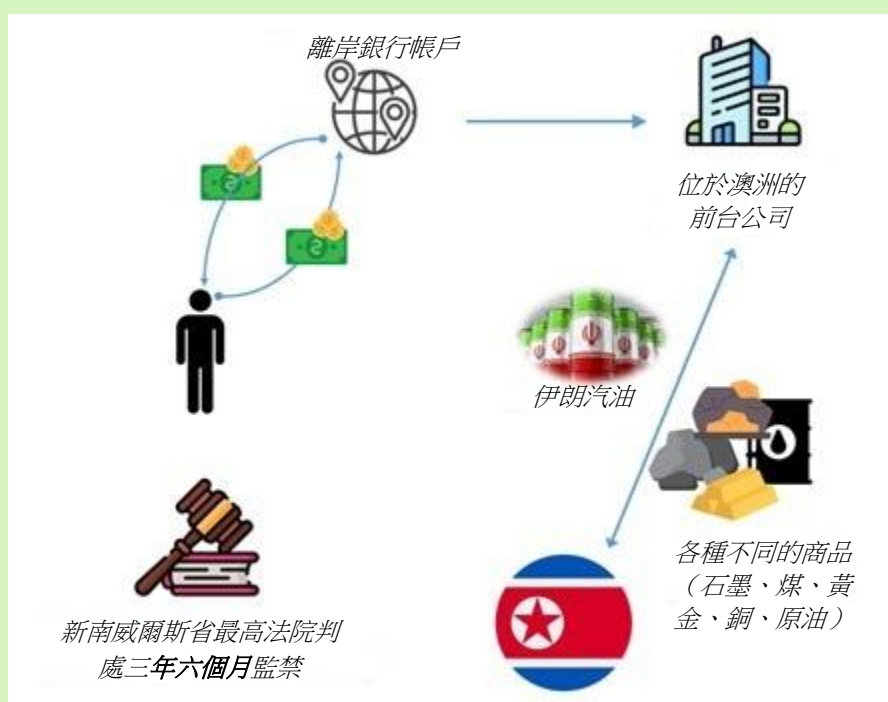 離岸銀行帳戶
位於澳洲的
前台公司
伊朗汽油
各種不同的商品
（石墨、煤、黃
金、銅、原油）
新南威爾斯省最高法院判
處三年六個月監禁